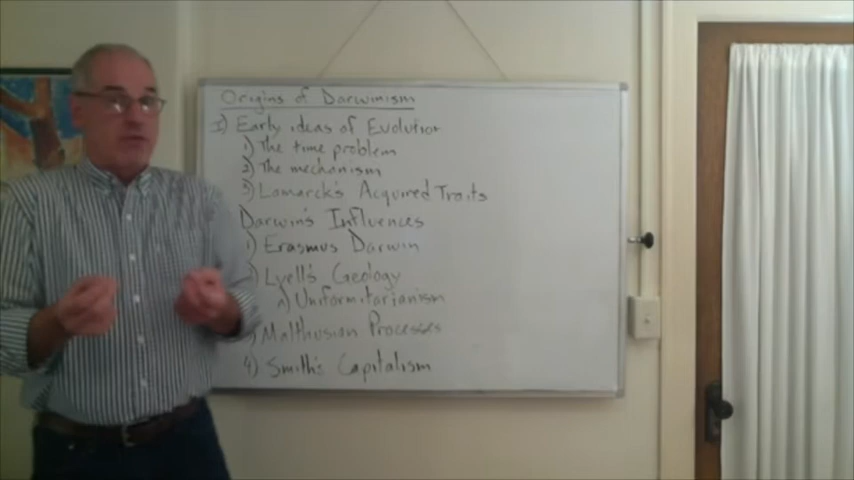 Origins of Darwinism
I) Early ideas of Evolution
1) The time problem
2) The mechanism
3) Lamarck's Acquired Traits
Darwin's Influences
1) Erasmus Darwin
) Lyell's Geology
a) Uniformitarianism
) Malthusian Processes
4) Smith's Capitalism